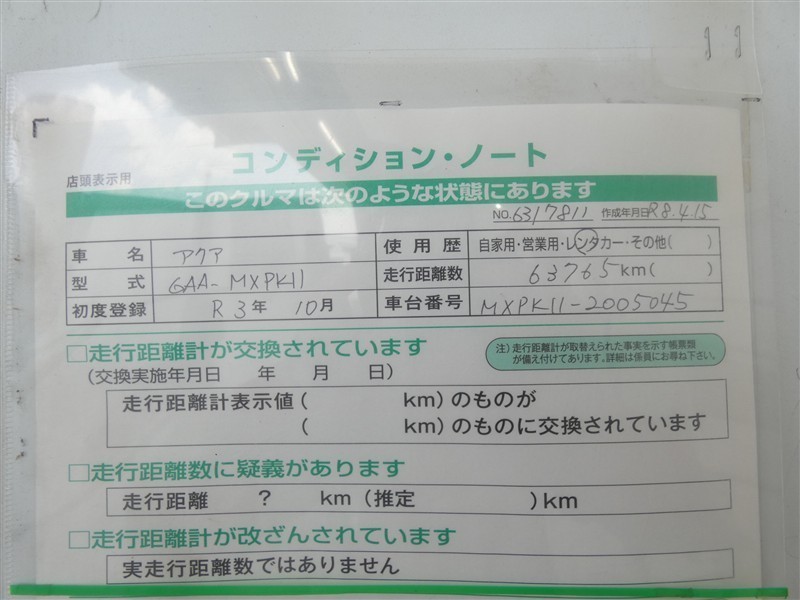 コンディション・ノート
店頭表示用
このクルマは次のような状態にあります
NO.6317811 作成年月日R8.4.15
車名 アクア 使用歴 自家用・営業用・レンタカー・その他( )
型式 6AA-MXPK11 走行距離数 63765km( )
初度登録 R3年 10月 車台番号 MXPK11-2005045
□走行距離計が交換されています
注)走行距離計が取替えられた事実を示す帳票類
が備え付けてあります。詳細は係員にお尋ね下さい。
(交換実施年月日 年 月 日)
走行距離計表示値( km)のものが
( km)のものに交換されています
□走行距離数に疑義があります
走行距離 ? km(推定 )km
□走行距離計が改ざんされています
実走行距離数ではありません